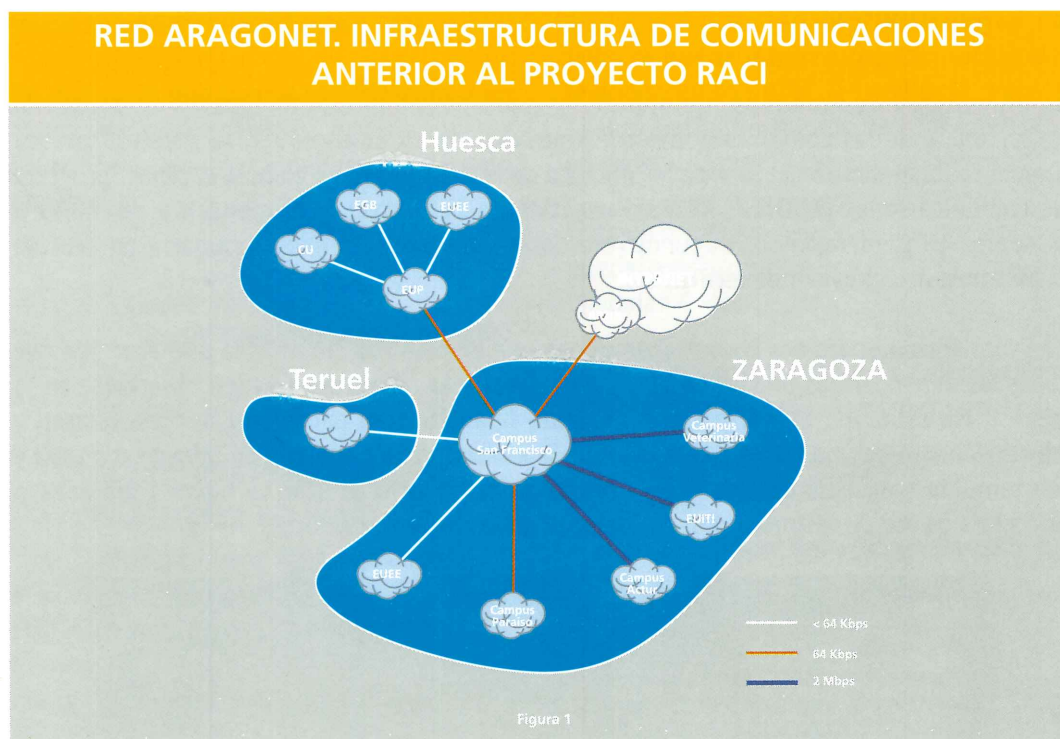 RED ARAGONET. INFRAESTRUCTURA DE COMUNICACIONES
ANTERIOR AL PROYECTO RACI
Huesca
EGB
EUEE
CU
EUP
Teruel
ZARAGOZA
Campus
San Francisco
Campus
Veterinaria
EUITI
Campus
Actur
EUEE
Campus
Paraíso
< 64 Kbps
64 Kbps
2 Mbps
Figura 1